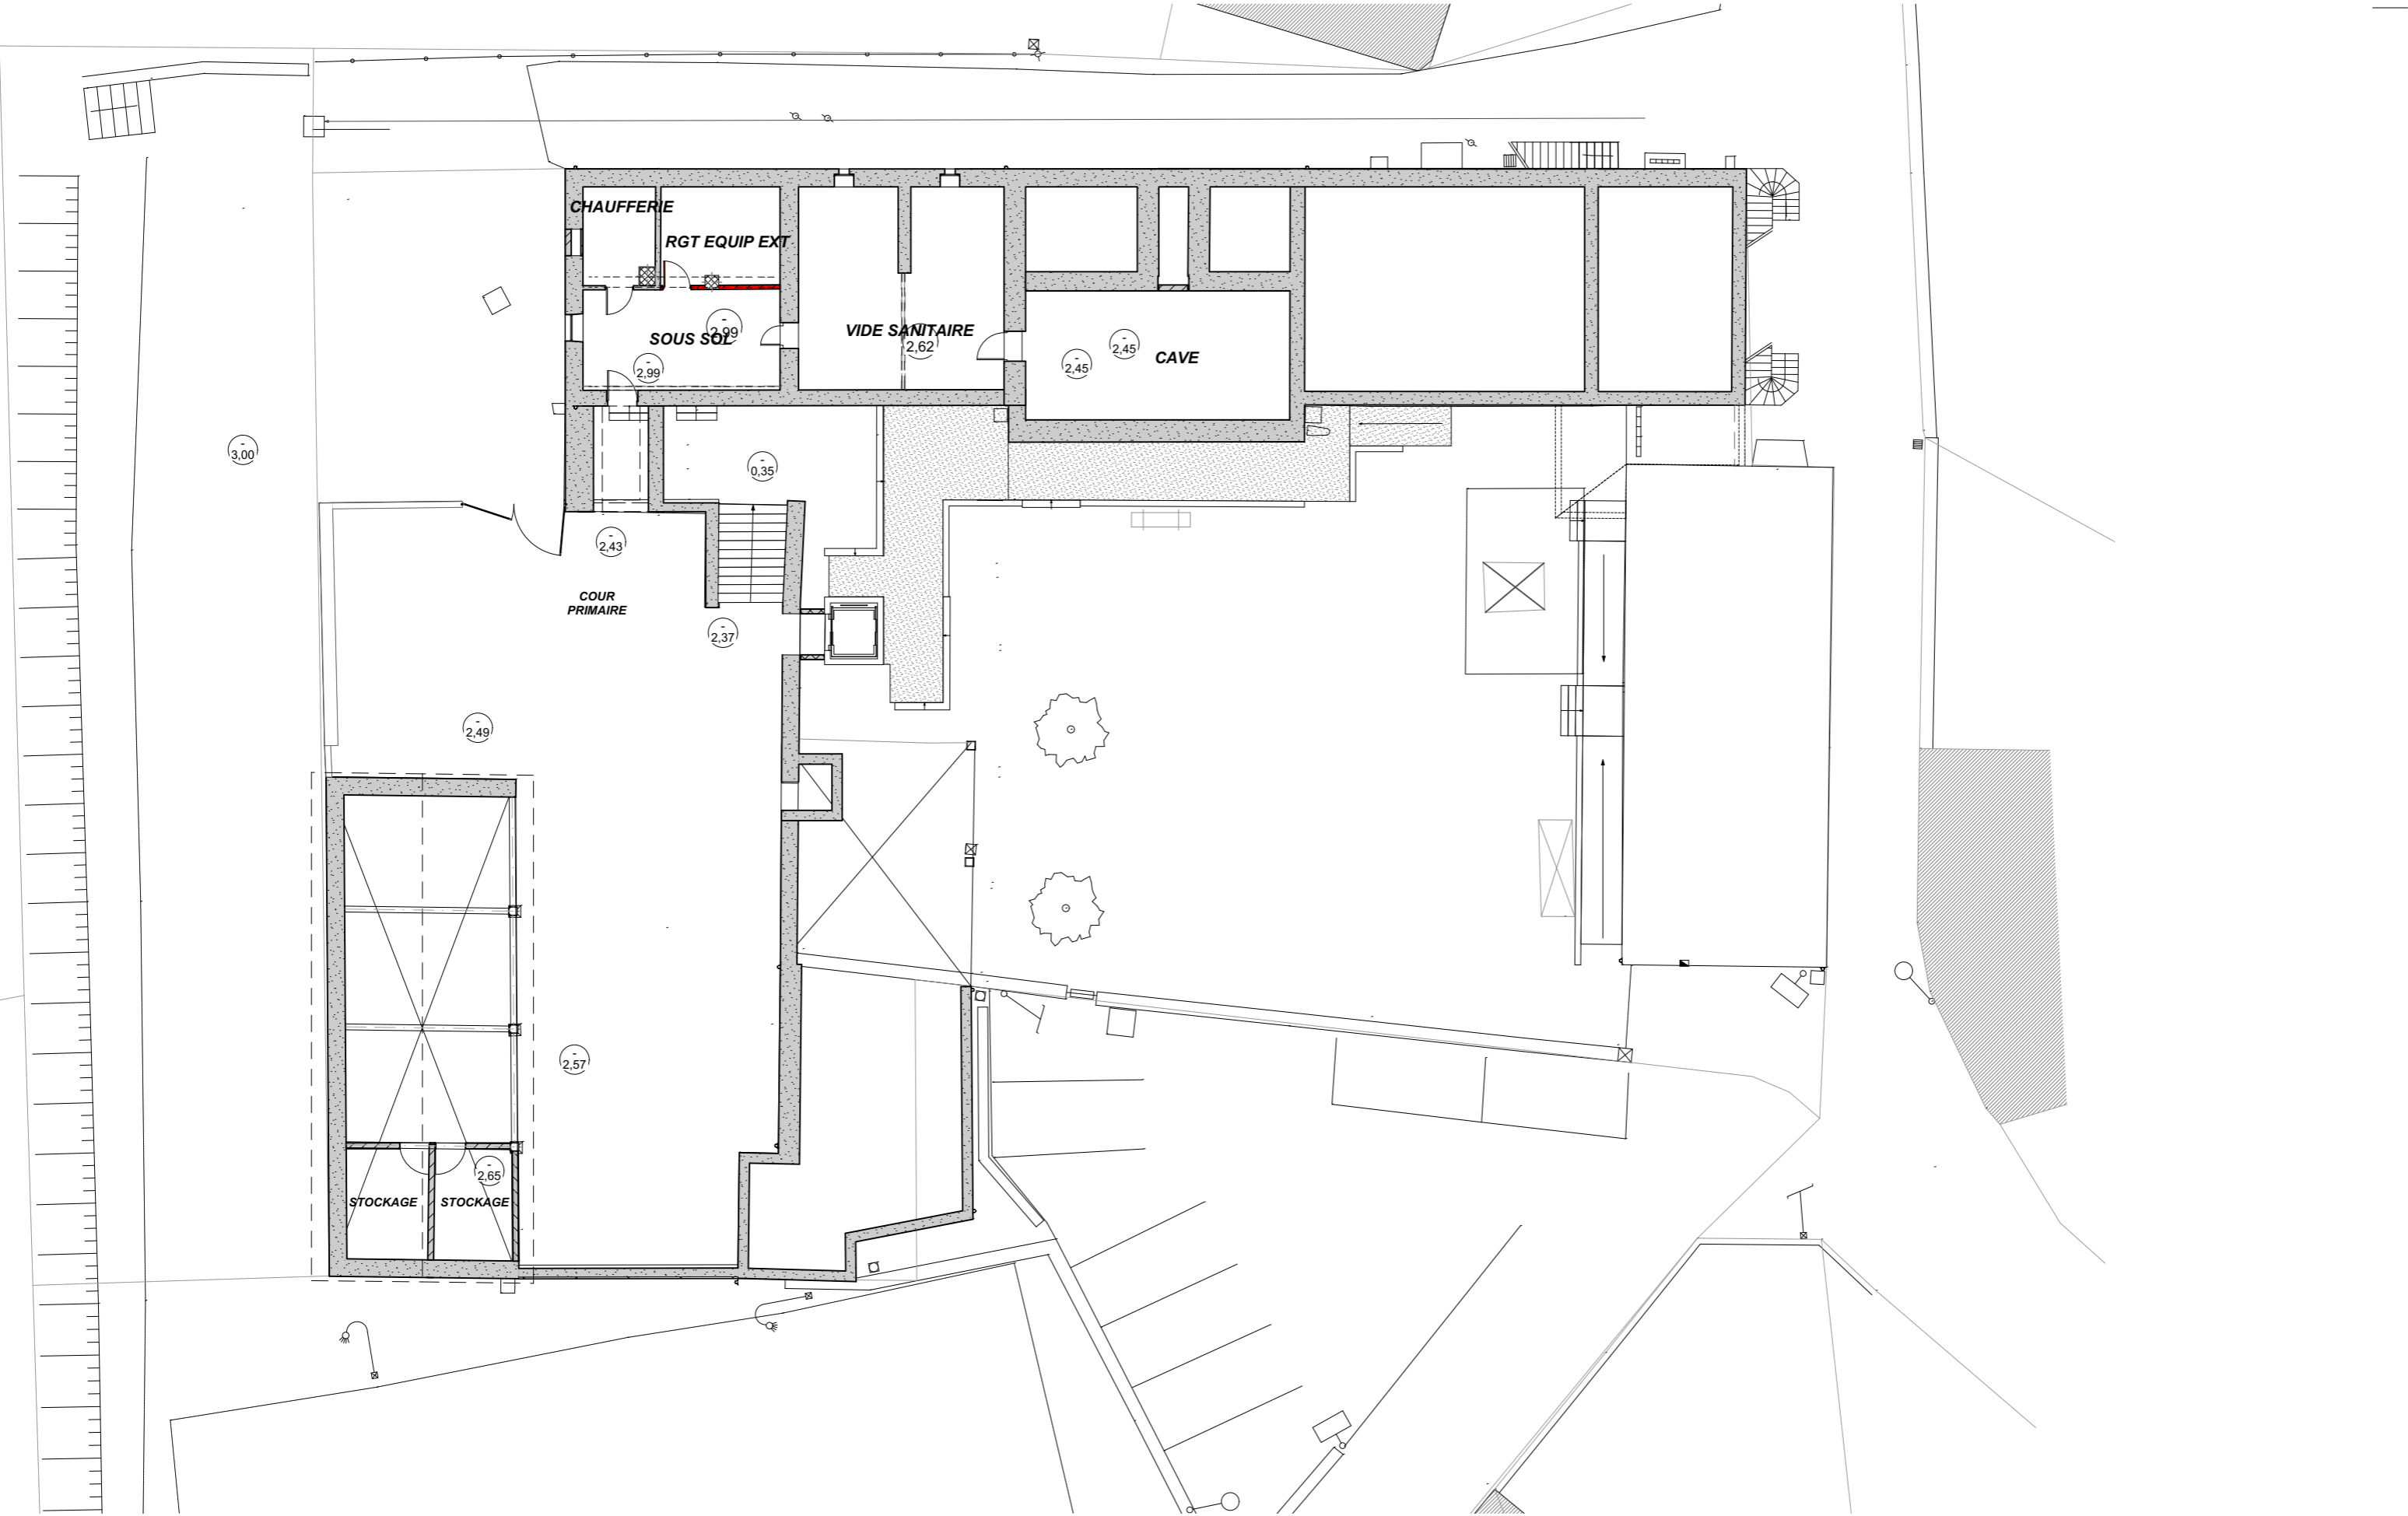 CHAUFFERIE
RGT EQUIP EXT
-
2,99
SOUS SOL
VIDE SANITAIRE
-
2,62
-
2,45
CAVE
-
2,45
-
2,99
-
3,00
-
0,35
-
2,43
COUR
PRIMAIRE
-
2,37
-
2,49
-
2,57
-
2,65
STOCKAGE
STOCKAGE